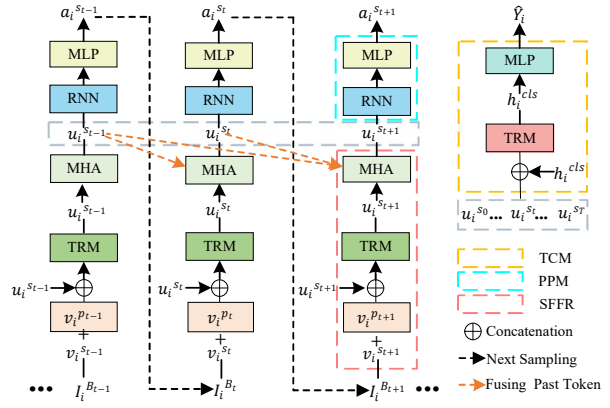 a_i^{s_{t-1}} a_i^{s_t} a_i^{s_{t+1}} Ŷ_i
MLP MLP MLP MLP
RNN RNN RNN h_i^{cls}
u_i^{s_{t-1}} u_i^{s_t} u_i^{s_{t+1}} TRM
MHA MHA MHA h_i^{cls}
u_i^{s_{t-1}} u_i^{s_t} u_i^{s_{t+1}} u_i^{s_0}... u_i^{s_t}... u_i^{s_T}
TRM TRM TRM TCM
PPM
u_i^{s_{t-1}} u_i^{s_t} u_i^{s_{t+1}} SFFR
v_i^{p_{t-1}} v_i^{p_t} v_i^{p_{t+1}} Concatenation
+ + +
v_i^{s_{t-1}} v_i^{s_t} v_i^{s_{t+1}} Next Sampling
... I_i^{B_{t-1}} I_i^{B_t} I_i^{B_{t+1}} ... Fusing Past Token